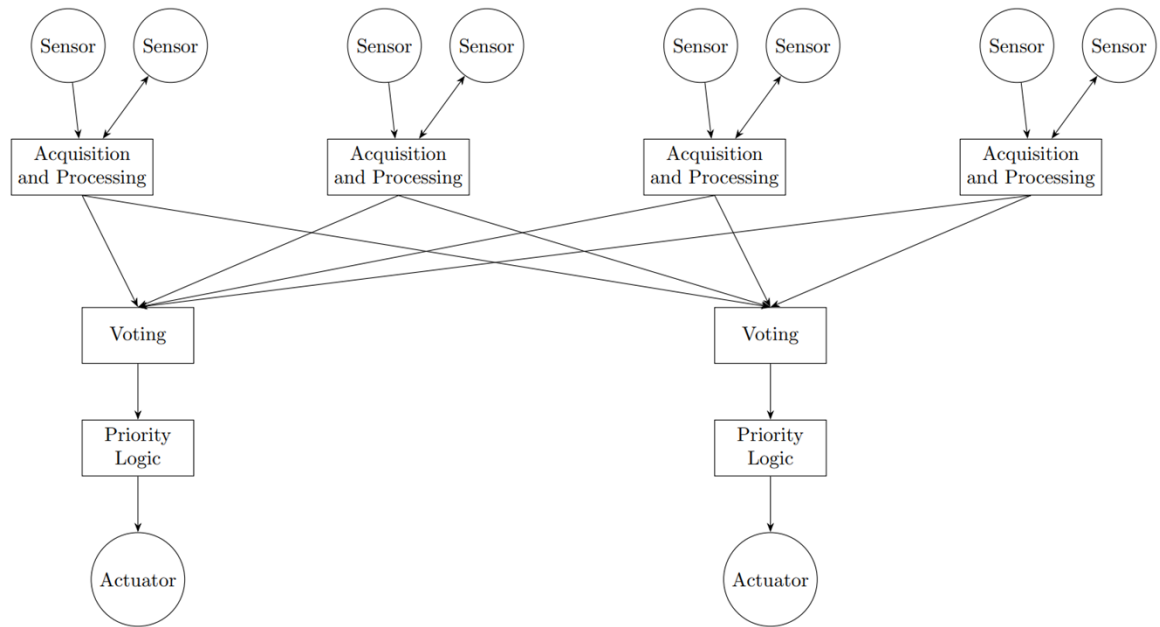 Sensor
Sensor
Sensor
Sensor
Sensor
Sensor
Sensor
Sensor
Acquisition
and Processing
Acquisition
and Processing
Acquisition
and Processing
Acquisition
and Processing
Voting
Voting
Priority
Logic
Priority
Logic
Actuator
Actuator